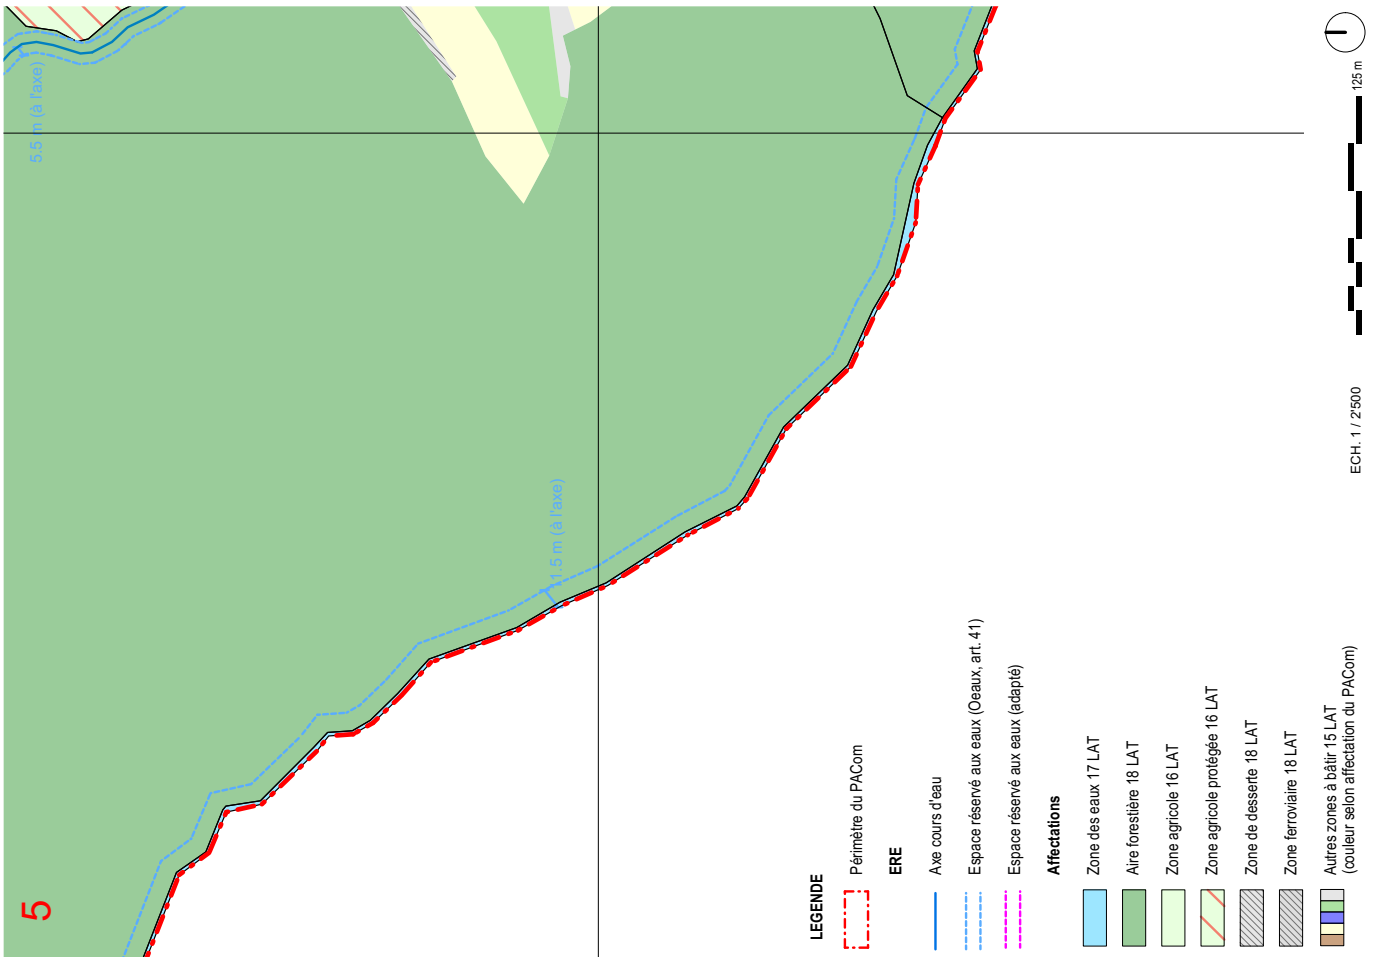 5
5.5 m (à l'axe)
11.5 m (à l'axe)
LEGENDE
Périmètre du PACom
ERE
Axe cours d'eau
Espace réservé aux eaux (Oeaux, art. 41)
Espace réservé aux eaux (adapté)
Affectations
Zone des eaux 17 LAT
Aire forestière 18 LAT
Zone agricole 16 LAT
Zone agricole protégée 16 LAT
Zone de desserte 18 LAT
Zone ferroviaire 18 LAT
Autres zones à bâtir 15 LAT
(couleur selon affectation du PACom)
ECH. 1 / 2'500
125 m